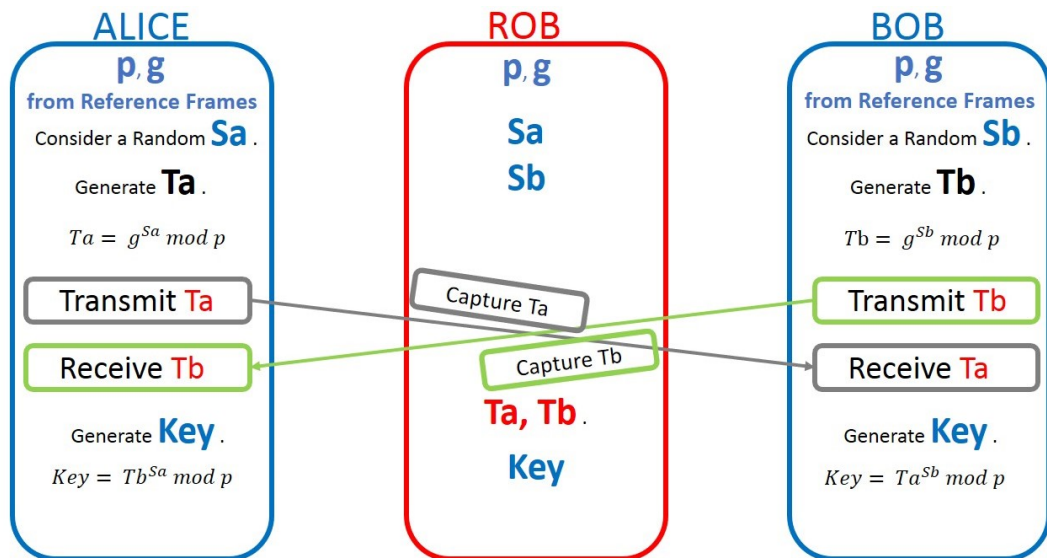 ALICE
p, g
from Reference Frames
Consider a Random Sa .
Generate Ta .
Ta = g^Sa mod p
Transmit Ta
Receive Tb
Generate Key .
Key = Tb^Sa mod p
ROB
p, g
Sa
Sb
Capture Ta
Capture Tb
Ta, Tb .
Key
BOB
p, g
from Reference Frames
Consider a Random Sb .
Generate Tb .
Tb = g^Sb mod p
Transmit Tb
Receive Ta
Generate Key .
Key = Ta^Sb mod p